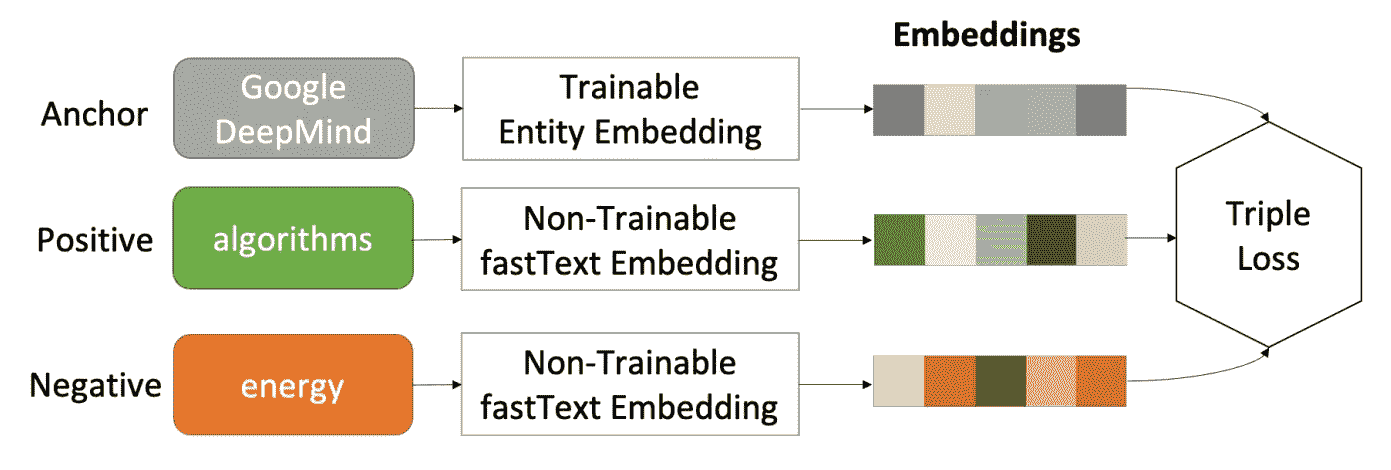 Embeddings
Anchor
Google
DeepMind
Trainable
Entity Embedding
Positive
algorithms
Non-Trainable
fastText Embedding
Triple
Loss
Negative
energy
Non-Trainable
fastText Embedding